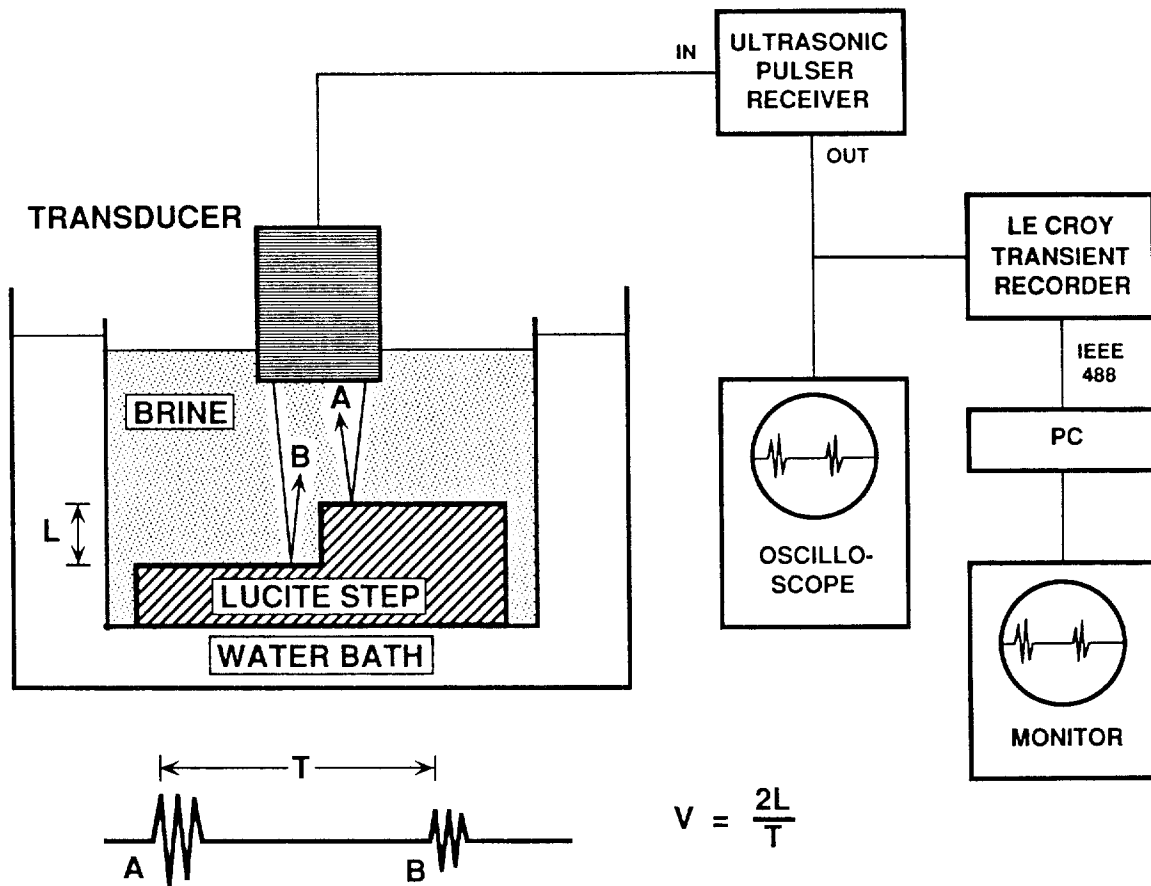 IN
ULTRASONIC
PULSER
RECEIVER
OUT
TRANSDUCER
LE CROY
TRANSIENT
RECORDER
IEEE
488
BRINE
A
B
L
PC
OSCILLO-
SCOPE
LUCITE STEP
WATER BATH
MONITOR
T
A
B
V = 2L
T